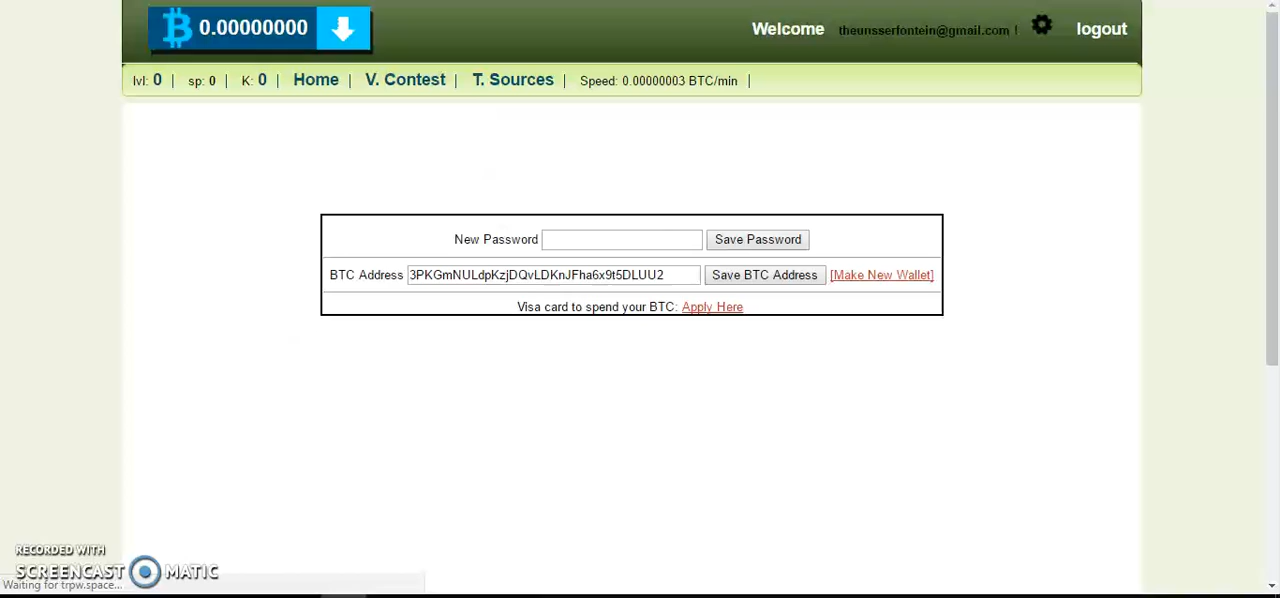 0.00000000
Welcome theunsserfontein@gmail.com ! logout
lvl: 0 | sp: 0 | K: 0 | Home | V. Contest | T. Sources | Speed: 0.00000003 BTC/min |
New Password Save Password
BTC Address 3PKGmNULdpKzjDQvLDKnJFha6x9t5DLUU2 Save BTC Address [Make New Wallet]
Visa card to spend your BTC: Apply Here
RECORDED WITH
SCREENCAST MATIC
Waiting for trpw.space...